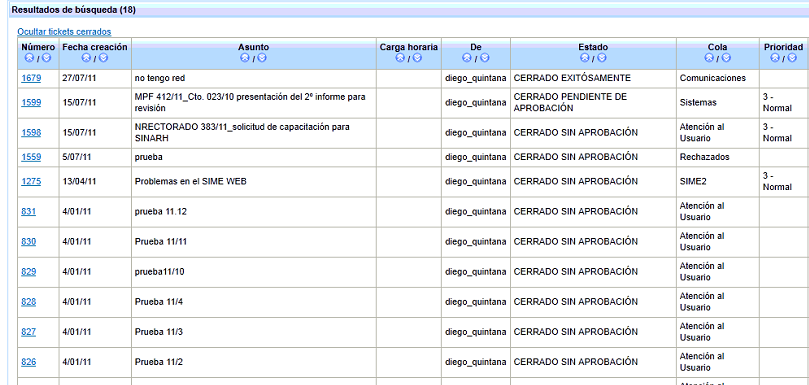 Resultados de búsqueda (18)
Ocultar tickets cerrados
Número Fecha creación Asunto Carga horaria De Estado Cola Prioridad
/ / / / / / / /
1679 27/07/11 no tengo red diego_quintana CERRADO EXITÓSAMENTE Comunicaciones
1599 15/07/11 MPF 412/11_Cto. 023/10 presentación del 2º informe para revisión diego_quintana CERRADO PENDIENTE DE APROBACIÓN Sistemas 3 - Normal
1598 15/07/11 NRECTORADO 383/11_solicitud de capacitación para SINARH diego_quintana CERRADO SIN APROBACIÓN Atención al Usuario 3 - Normal
1559 5/07/11 prueba diego_quintana CERRADO SIN APROBACIÓN Rechazados
1275 13/04/11 Problemas en el SIME WEB diego_quintana CERRADO SIN APROBACIÓN SIME2 3 - Normal
831 4/01/11 prueba 11.12 diego_quintana CERRADO SIN APROBACIÓN Atención al Usuario
830 4/01/11 Prueba 11/11 diego_quintana CERRADO SIN APROBACIÓN Atención al Usuario
829 4/01/11 prueba11/10 diego_quintana CERRADO SIN APROBACIÓN Atención al Usuario
828 4/01/11 Prueba 11/4 diego_quintana CERRADO SIN APROBACIÓN Atención al Usuario
827 4/01/11 Prueba 11/3 diego_quintana CERRADO SIN APROBACIÓN Atención al Usuario
826 4/01/11 Prueba 11/2 diego_quintana CERRADO SIN APROBACIÓN Atención al Usuario